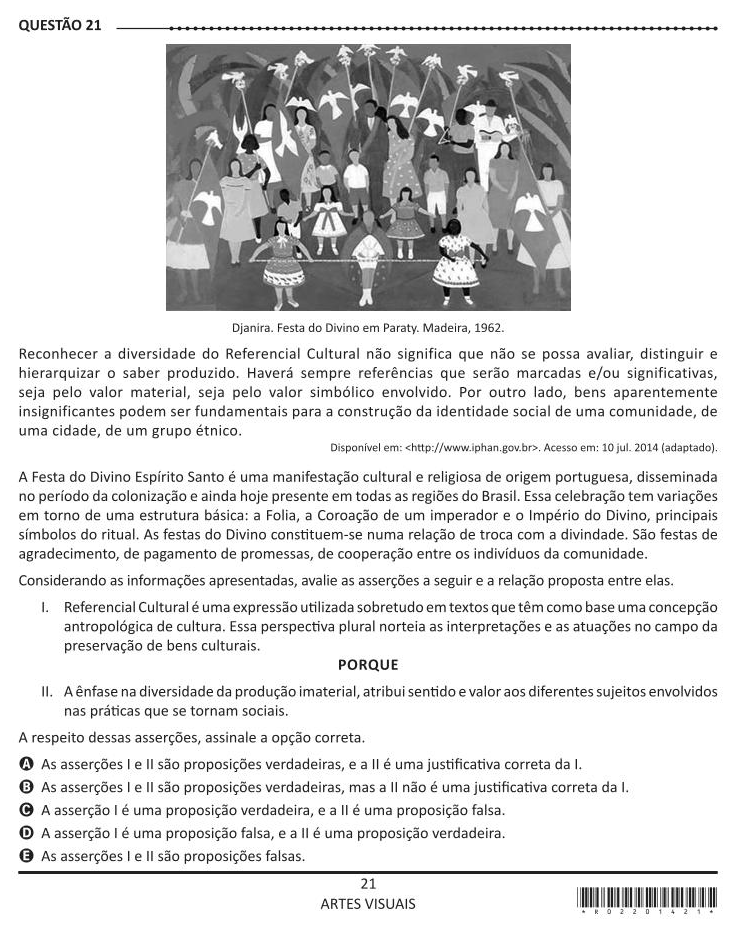 QUESTÃO 21
Djanira. Festa do Divino em Paraty. Madeira, 1962.
Reconhecer a diversidade do Referencial Cultural não significa que não se possa avaliar, distinguir e
hierarquizar o saber produzido. Haverá sempre referências que serão marcadas e/ou significativas,
seja pelo valor material, seja pelo valor simbólico envolvido. Por outro lado, bens aparentemente
insignificantes podem ser fundamentais para a construção da identidade social de uma comunidade, de
uma cidade, de um grupo étnico.
Disponível em: <http://www.iphan.gov.br>. Acesso em: 10 jul. 2014 (adaptado).
A Festa do Divino Espírito Santo é uma manifestação cultural e religiosa de origem portuguesa, disseminada
no período da colonização e ainda hoje presente em todas as regiões do Brasil. Essa celebração tem variações
em torno de uma estrutura básica: a Folia, a Coroação de um imperador e o Império do Divino, principais
símbolos do ritual. As festas do Divino constituem-se numa relação de troca com a divindade. São festas de
agradecimento, de pagamento de promessas, de cooperação entre os indivíduos da comunidade.
Considerando as informações apresentadas, avalie as asserções a seguir e a relação proposta entre elas.
I. Referencial Cultural é uma expressão utilizada sobretudo em textos que têm como base uma concepção
antropológica de cultura. Essa perspectiva plural norteia as interpretações e as atuações no campo da
preservação de bens culturais.
PORQUE
II. A ênfase na diversidade da produção imaterial, atribui sentido e valor aos diferentes sujeitos envolvidos
nas práticas que se tornam sociais.
A respeito dessas asserções, assinale a opção correta.
A As asserções I e II são proposições verdadeiras, e a II é uma justificativa correta da I.
B As asserções I e II são proposições verdadeiras, mas a II não é uma justificativa correta da I.
C A asserção I é uma proposição verdadeira, e a II é uma proposição falsa.
D A asserção I é uma proposição falsa, e a II é uma proposição verdadeira.
E As asserções I e II são proposições falsas.
21
ARTES VISUAIS
* R 0 2 2 0 1 4 2 1 *